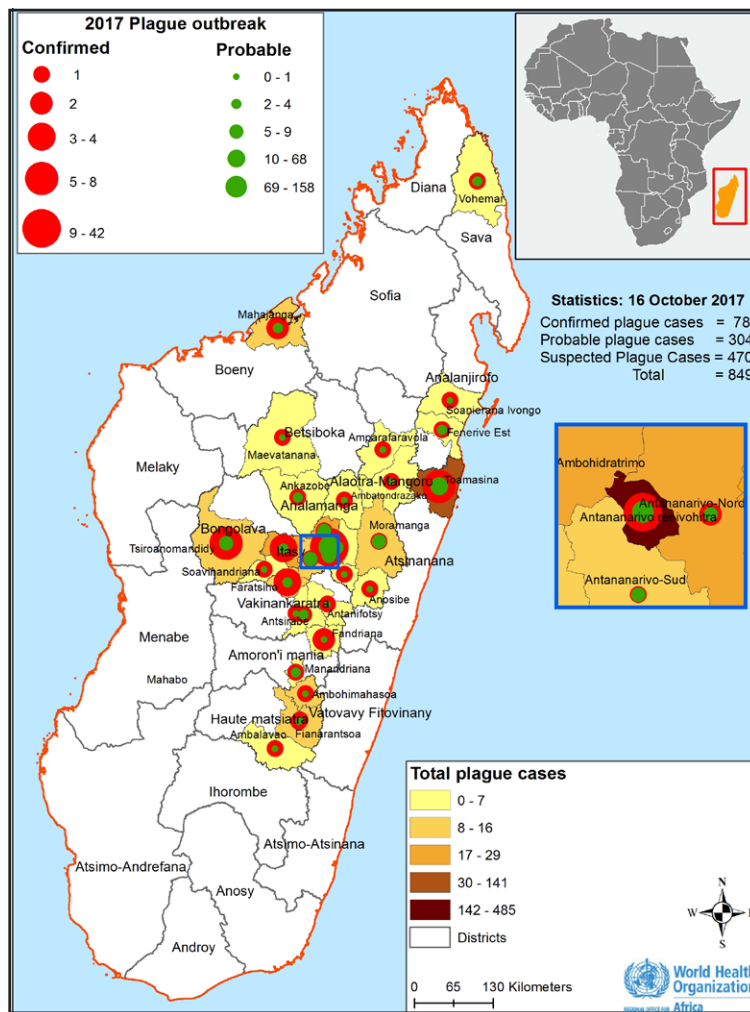 2017 Plague outbreak
Confirmed
Probable
1
2
3 - 4
5 - 8
9 - 42
0 - 1
2 - 4
5 - 9
10 - 68
69 - 158
Statistics: 16 October 2017
Confirmed plague cases = 78
Probable plague cases = 304
Suspected Plague Cases = 470
Total = 849
Diana
Vohemar
Sava
Sofia
Mahajanga
Boeny
Analanjirofo
Soanierana Ivongo
Fenerive Est
Betsiboka
Maevatanana
Amparafaravola
Melaky
Ankazobe
Alaotra-Mangoro
Toamasina
Ambatondrazaka
Analamanga
Moramanga
Bongolava
Tsiroanomandidy
Itasy
Atsinanana
Soavinandriana
Faratsiho
Anosibe
Vakinankaratra
Antanifotsy
Antsirabe
Menabe
Fandriana
Amoron'i mania
Manandriana
Mahabo
Ambohimahasoa
Haute matsiatra
Vatovavy Fitovinany
Fianarantsoa
Ambalavao
Ihorombe
Atsimo-Atsinana
Atsimo-Andrefana
Anosy
Androy
Ambohidratrimo
Antananarivo-Nord
Antananarivo renivohitra
Antananarivo-Sud
Total plague cases
0 - 7
8 - 16
17 - 29
30 - 141
142 - 485
Districts
0 65 130 Kilometers
N
W E
S
World Health
Organization
REGIONAL OFFICE FOR Africa